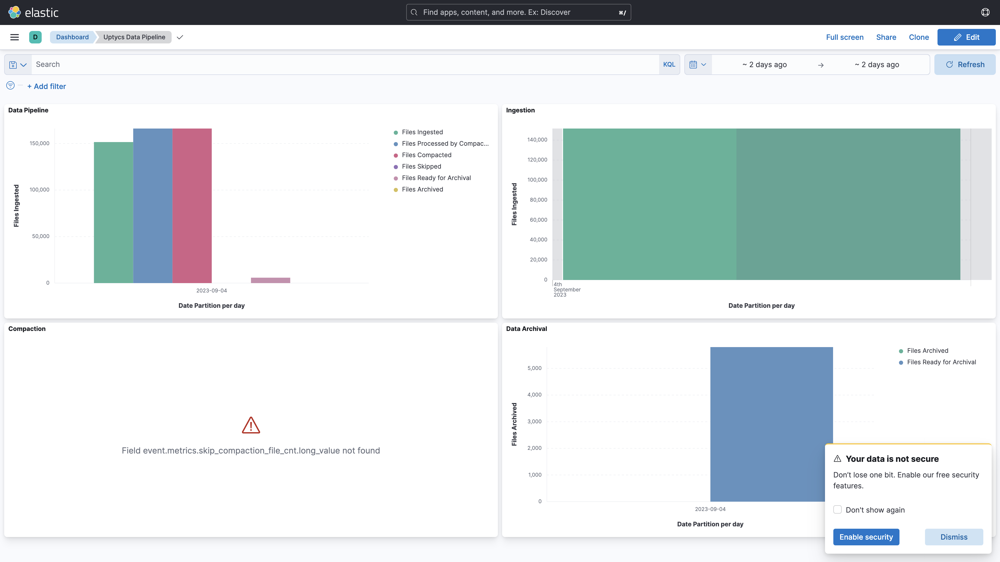 elastic
Find apps, content, and more. Ex: Discover
⌘/
D
Dashboard
Uptycs Data Pipeline
Full screen
Share
Clone
Edit
Search
KQL
~ 2 days ago
→
~ 2 days ago
Refresh
+ Add filter
Data Pipeline
150,000
100,000
50,000
0
Files Ingested
2023-09-04
Date Partition per day
Files Ingested
Files Processed by Compac...
Files Compacted
Files Skipped
Files Ready for Archival
Files Archived
Ingestion
140,000
120,000
100,000
80,000
60,000
40,000
20,000
0
Files Ingested
4th
September
2023
Date Partition per day
Compaction
Field event.metrics.skip_compaction_file_cnt.long_value not found
Data Archival
5,000
4,000
3,000
2,000
1,000
0
Files Archived
2023-09-04
Date Partition per day
Files Archived
Files Ready for Archival
Your data is not secure
Don’t lose one bit. Enable our free security
features.
Don't show again
Enable security
Dismiss